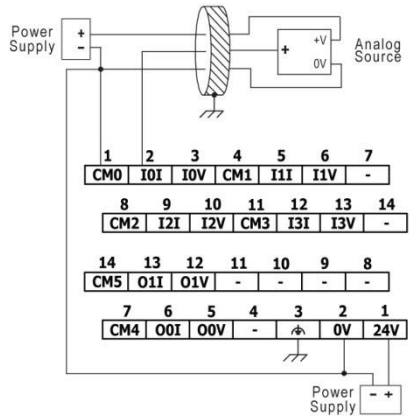 Power Supply
+
-
+
+V
0V
Analog Source
1 2 3 4 5 6 7
CM0 I0I I0V CM1 I1I I1V -
8 9 10 11 12 13 14
CM2 I2I I2V CM3 I3I I3V -
14 13 12 11 10 9 8
CM5 O1I O1V - - - -
7 6 5 4 3 2 1
CM4 O0I O0V - 0V 24V
Power Supply
- +